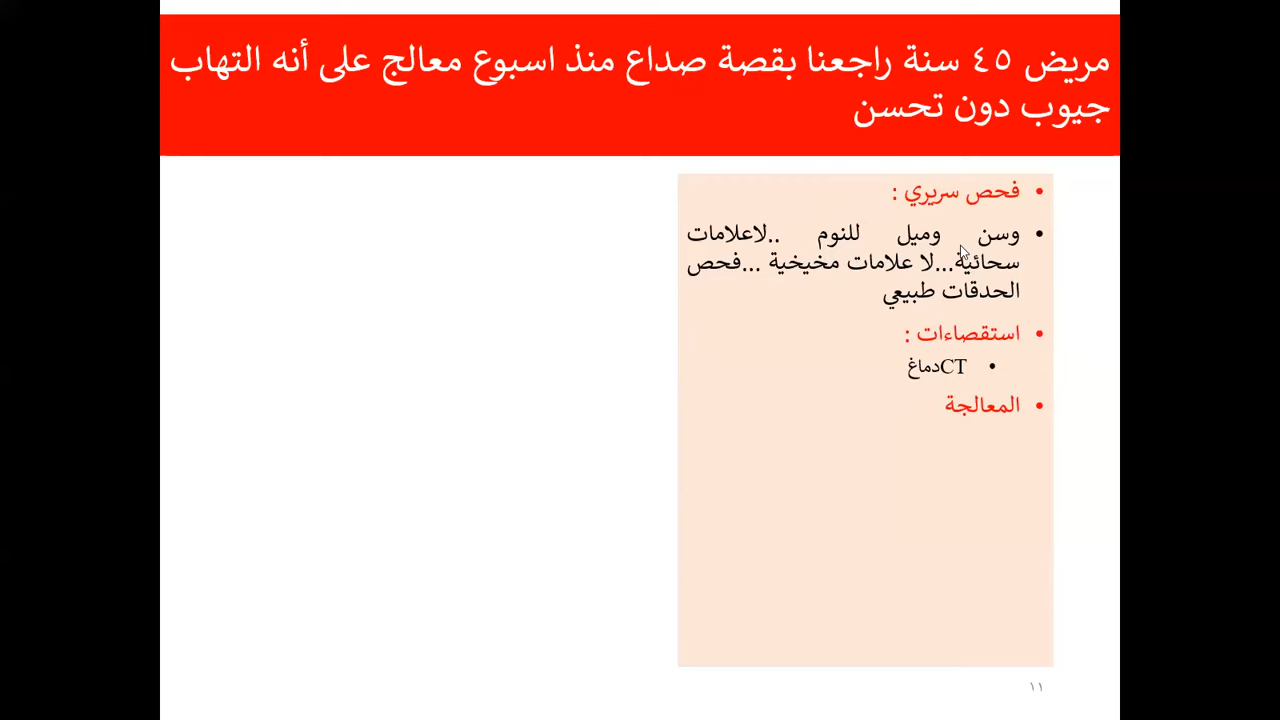 مريض ٤٥ سنة راجعنا بقصة صداع منذ اسبوع معالج على أنه التهاب
جيوب دون تحسن
• فحص سريري :
• وسن وميل للنوم ..لاعلامات
سحائية...لا علامات مخيخية ...فحص
الحدقات طبيعي
• استقصاءات :
• CTدماغ
• المعالجة
١١